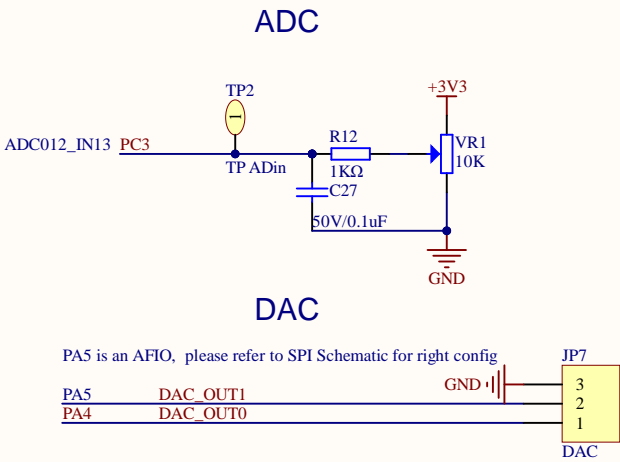 ADC
+3V3
TP2
1
R12
VR1
ADC012_IN13 PC3
TP ADin
1KΩ
10K
C27
50V/0.1uF
GND
DAC
PA5 is an AFIO, please refer to SPI Schematic for right config
JP7
GND
3
PA5 DAC_OUT1
2
PA4 DAC_OUT0
1
DAC